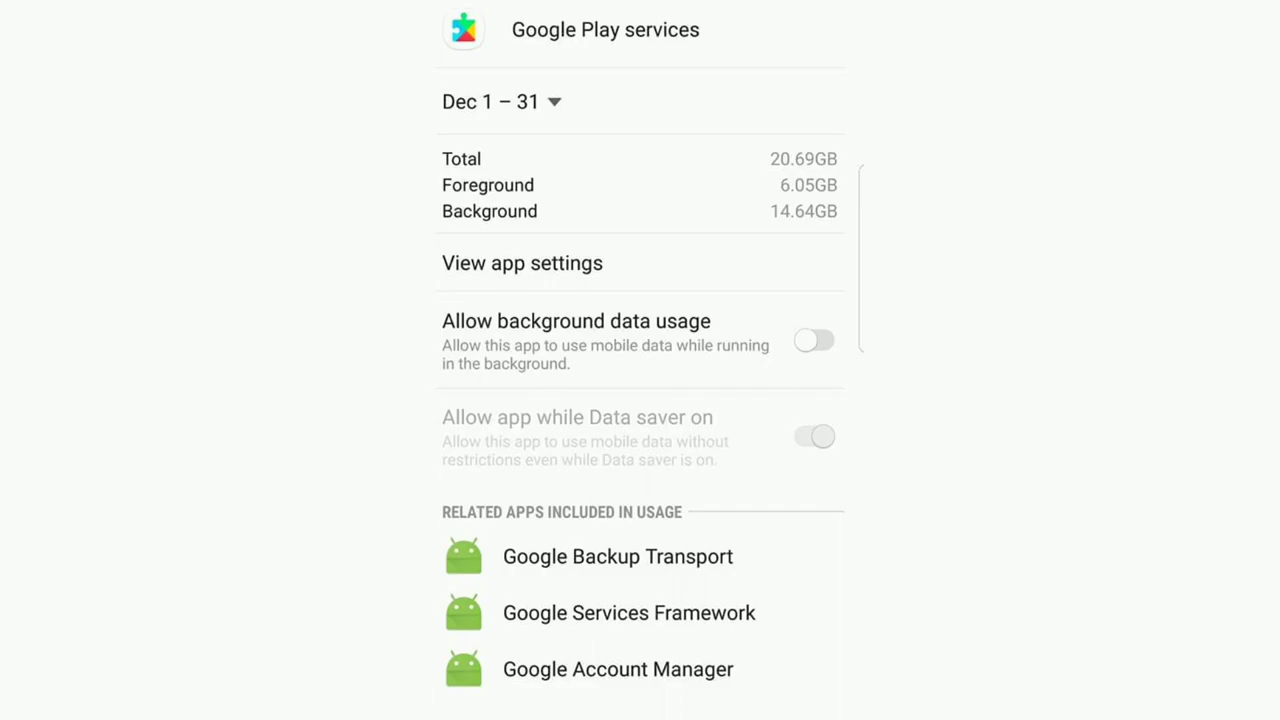 Google Play services
Dec 1 – 31
Total 20.69GB
Foreground 6.05GB
Background 14.64GB
View app settings
Allow background data usage
Allow this app to use mobile data while running
in the background.
Allow app while Data saver on
Allow this app to use mobile data without
restrictions even while Data saver is on.
RELATED APPS INCLUDED IN USAGE
Google Backup Transport
Google Services Framework
Google Account Manager